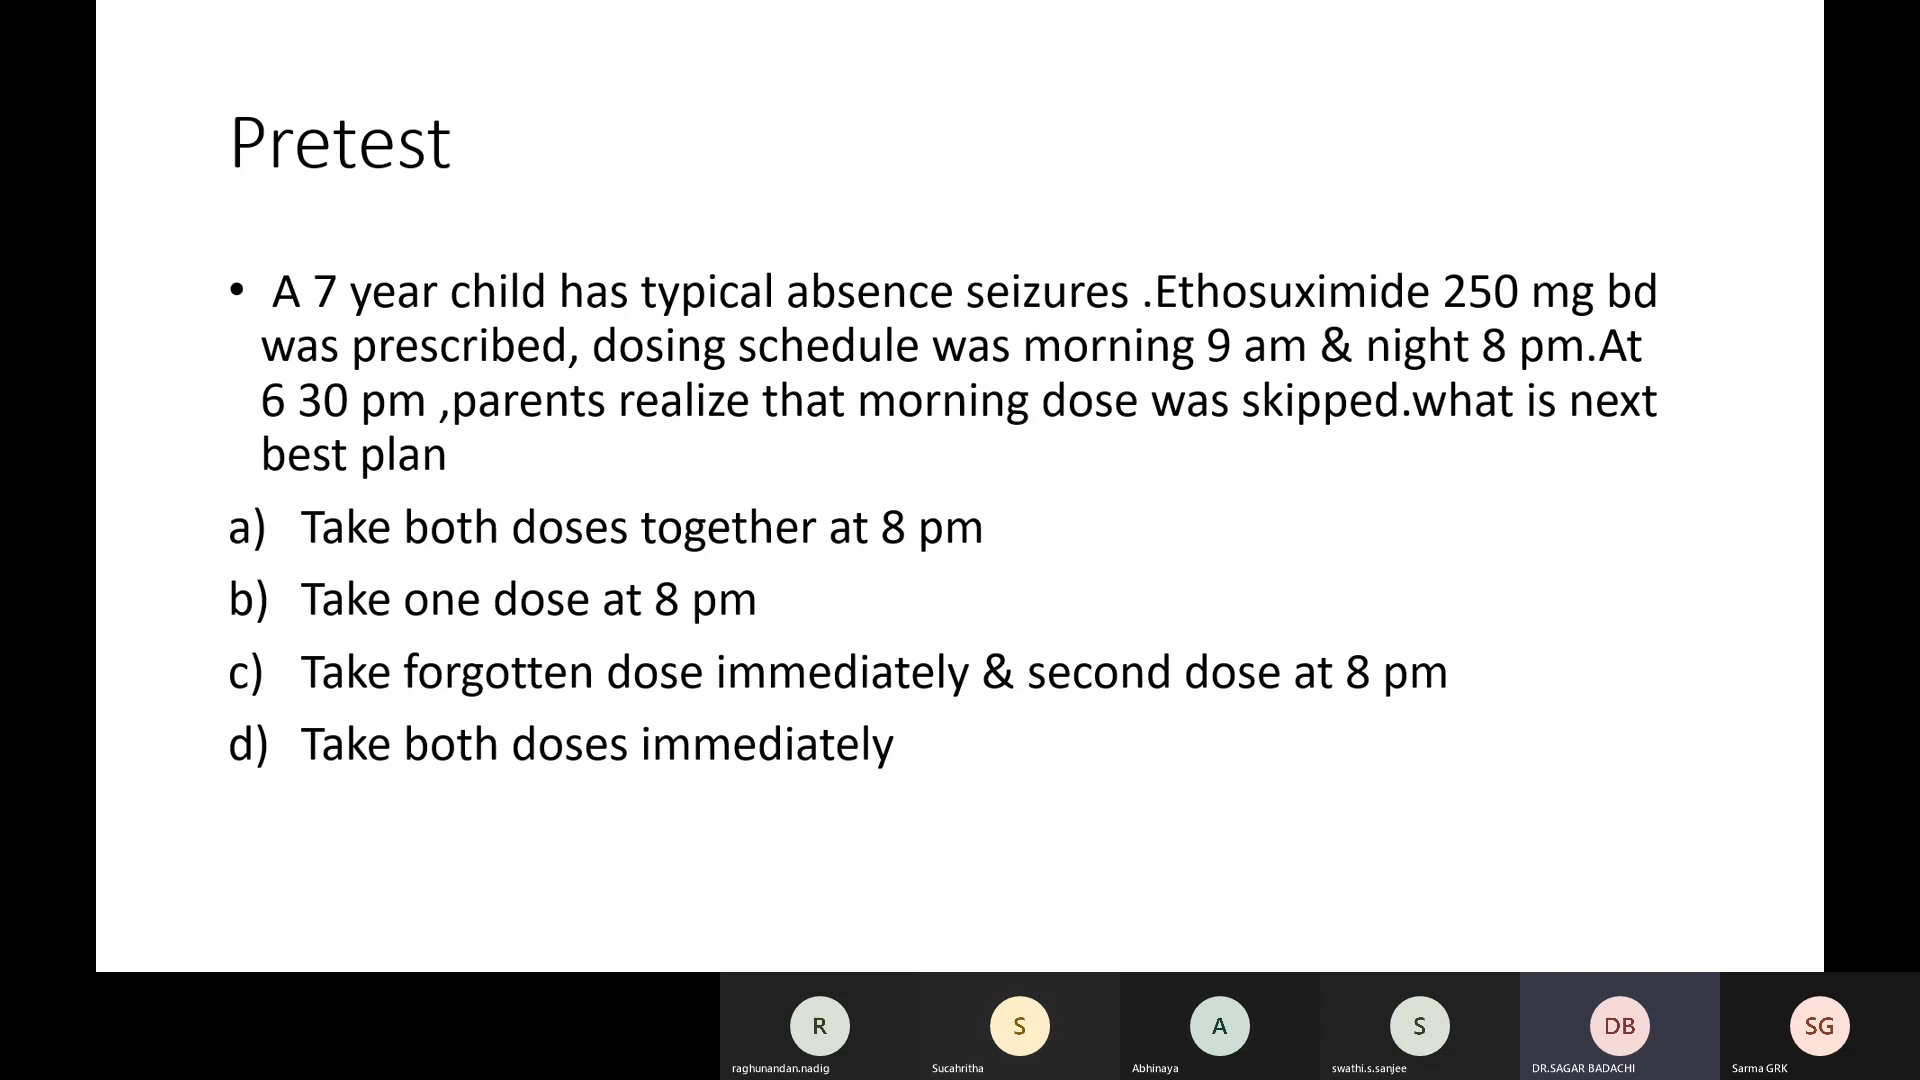 Pretest
• A 7 year child has typical absence seizures .Ethosuximide 250 mg bd
was prescribed, dosing schedule was morning 9 am & night 8 pm.At
6 30 pm ,parents realize that morning dose was skipped.what is next
best plan
a) Take both doses together at 8 pm
b) Take one dose at 8 pm
c) Take forgotten dose immediately & second dose at 8 pm
d) Take both doses immediately
R S A S DB SG
raghunandan.nadig Sucahritha Abhinaya swathi.s.sanjee DR.SAGAR BADACHI Sarma GRK